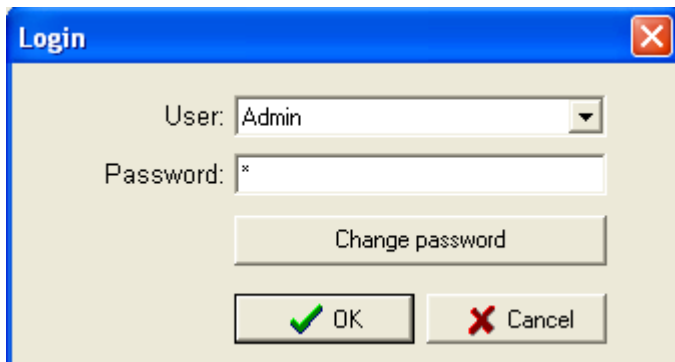 Login
User: Admin
Password: *
Change password
OK Cancel